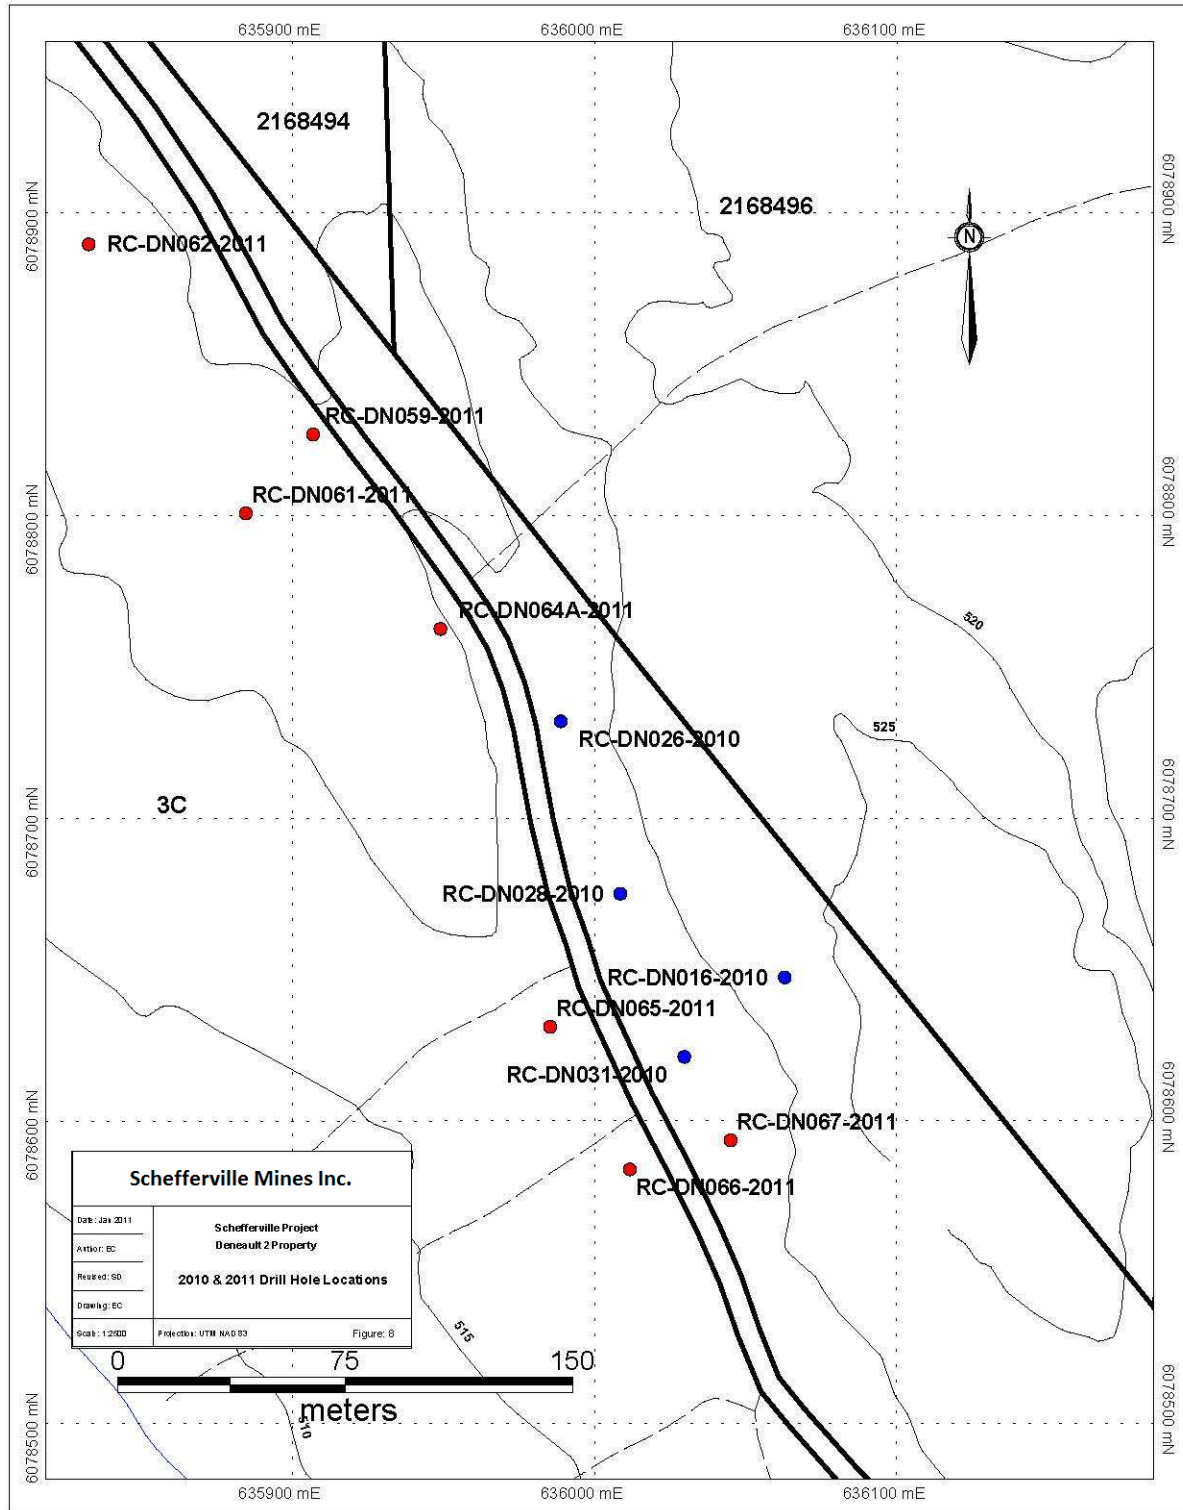 635900 mE
636000 mE
636100 mE
2168494
2168496
6078900 mN
6078900 mN
N
RC-DN062-2011
RC-DN059-2011
RC-DN061-2011
6078800 mN
6078800 mN
RC-DN064A-2011
520
525
RC-DN026-2010
3C
6078700 mN
6078700 mN
RC-DN028-2010
RC-DN016-2010
RC-DN065-2011
RC-DN031-2010
6078600 mN
6078600 mN
RC-DN067-2011
RC-DN066-2011
Schefferville Mines Inc.
Date: Jan 2011
Author: EC
Revised: SD
Drawing: EC
Scale: 1:2500
Schefferville Project
Deneault 2 Property
2010 & 2011 Drill Hole Locations
Projection: UTM NAD 83
Figure: 8
515
0
75
150
meters
510
6078500 mN
6078500 mN
635900 mE
636000 mE
636100 mE